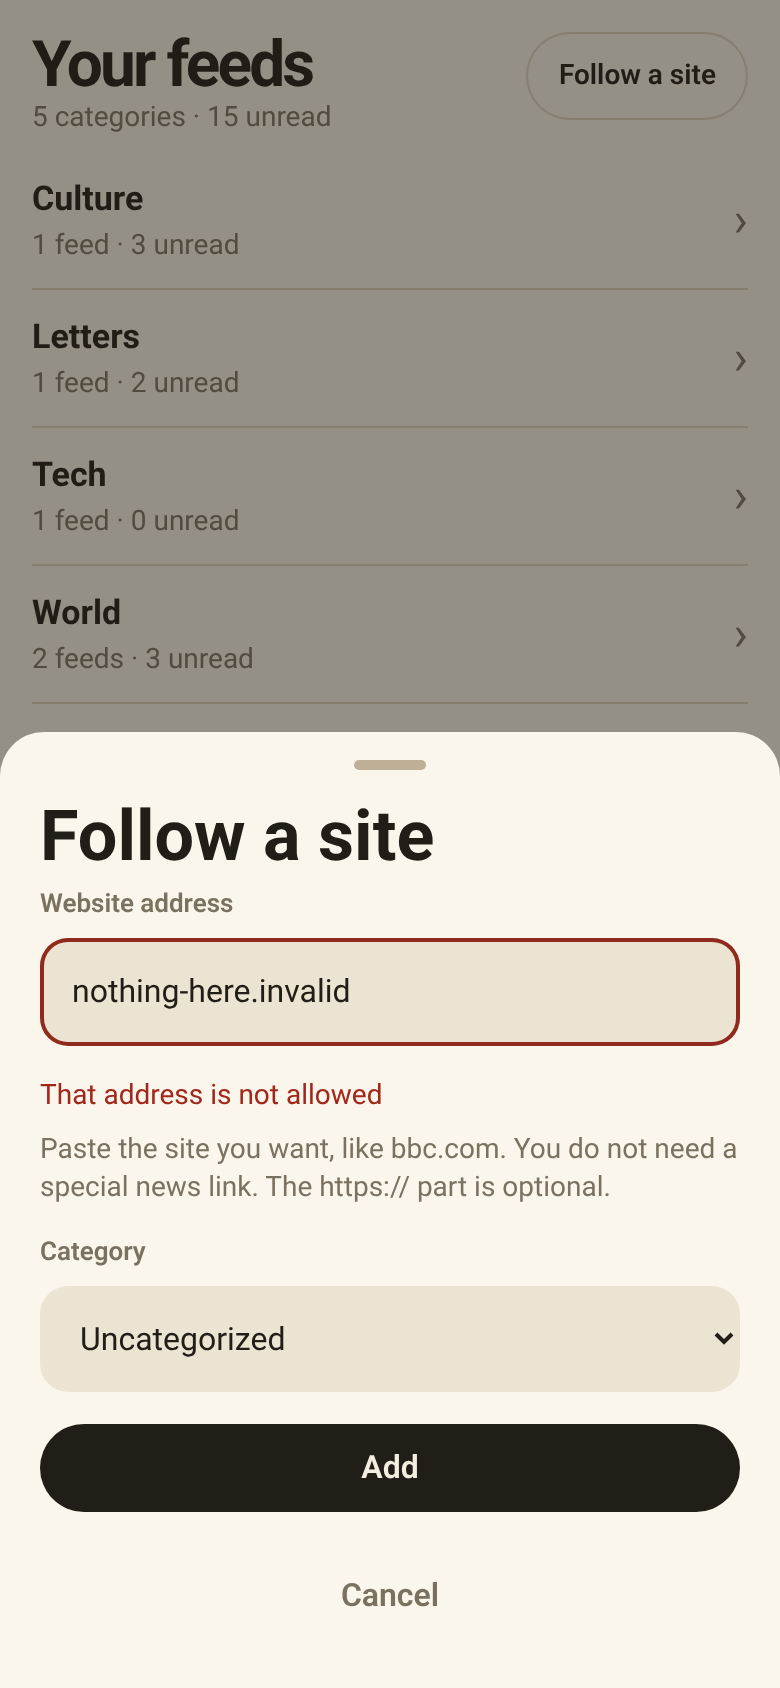 Your feeds
Follow a site
5 categories · 15 unread
Culture
1 feed · 3 unread
Letters
1 feed · 2 unread
Tech
1 feed · 0 unread
World
2 feeds · 3 unread
Follow a site
Website address
nothing-here.invalid
That address is not allowed
Paste the site you want, like bbc.com. You do not need a
special news link. The https:// part is optional.
Category
Uncategorized
Add
Cancel